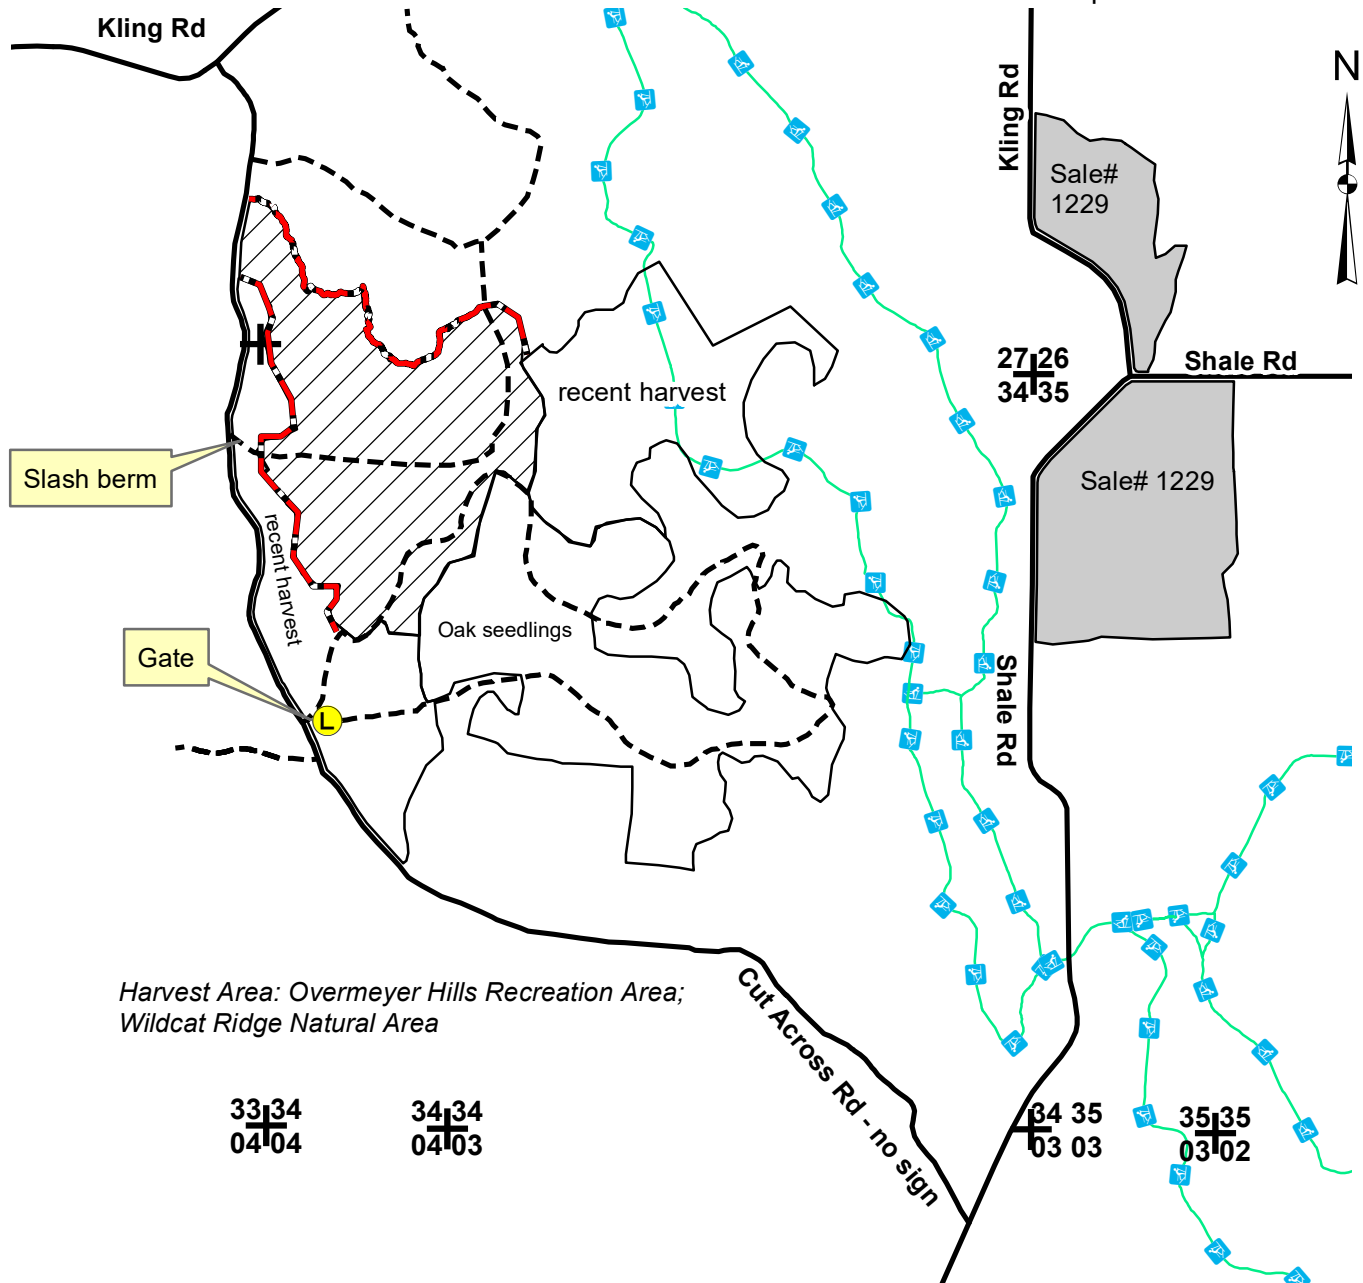 Kling Rd
Kling Rd
N
Sale#
1229
27 26
34 35
Shale Rd
recent harvest
Slash berm
Sale# 1229
recent harvest
Oak seedlings
Gate
L
Shale Rd
Harvest Area: Overmeyer Hills Recreation Area;
Wildcat Ridge Natural Area
Cut Across Rd - no sign
33 34
04 04
34 34
04 03
34 35
03 03
35 35
03 02